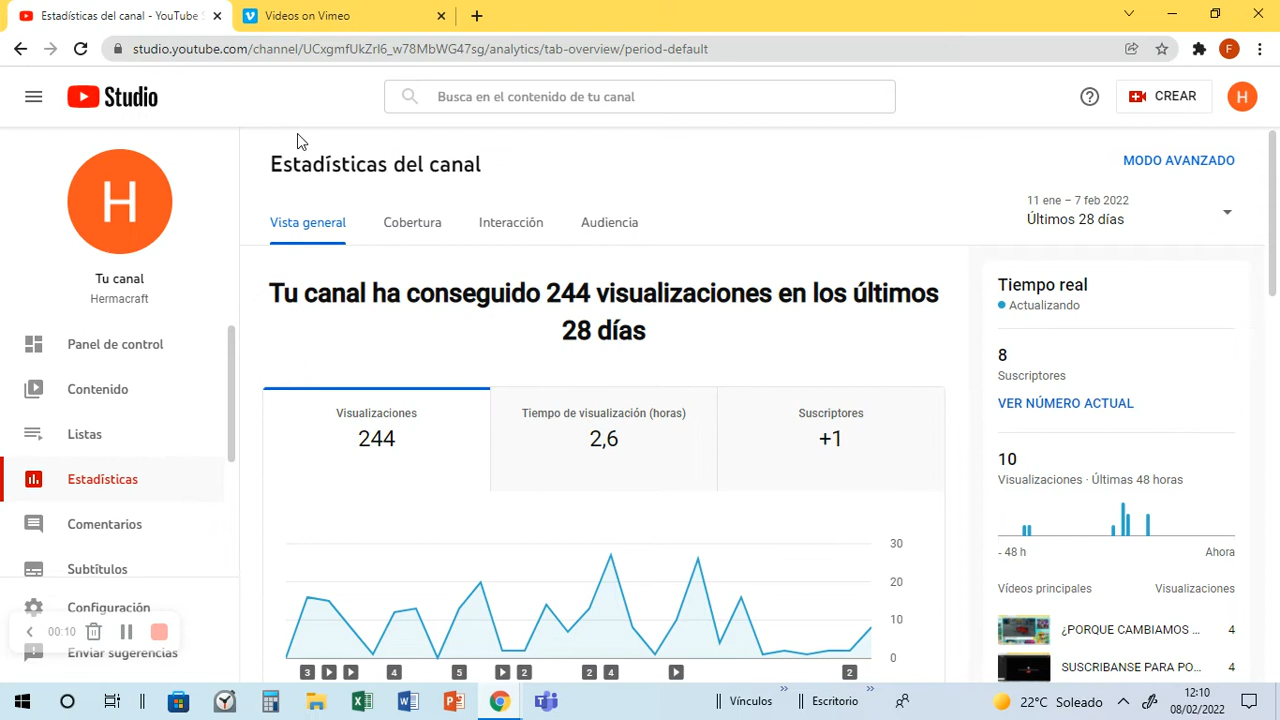 Estadísticas del canal - YouTube S
Videos on Vimeo
studio.youtube.com/channel/UCxgmfUkZrI6_w78MbWG47sg/analytics/tab-overview/period-default
F
Studio
Busca en el contenido de tu canal
CREAR
H
H
Tu canal
Hermacraft
Panel de control
Contenido
Listas
Estadísticas
Comentarios
Subtítulos
Configuración
00:10
Enviar sugerencias
Estadísticas del canal
MODO AVANZADO
Vista general
Cobertura
Interacción
Audiencia
11 ene – 7 feb 2022
Últimos 28 días
Tu canal ha conseguido 244 visualizaciones en los últimos
28 días
Visualizaciones
244
Tiempo de visualización (horas)
2,6
Suscriptores
+1
30
20
10
0
3
4
5
2
2
4
2
Tiempo real
Actualizando
8
Suscriptores
VER NÚMERO ACTUAL
10
Visualizaciones · Últimas 48 horas
- 48 h
Ahora
Vídeos principales
Visualizaciones
¿PORQUE CAMBIAMOS ...
4
SUSCRIBANSE PARA PO...
4
Vínculos
Escritorio
22°C Soleado
12:10
08/02/2022